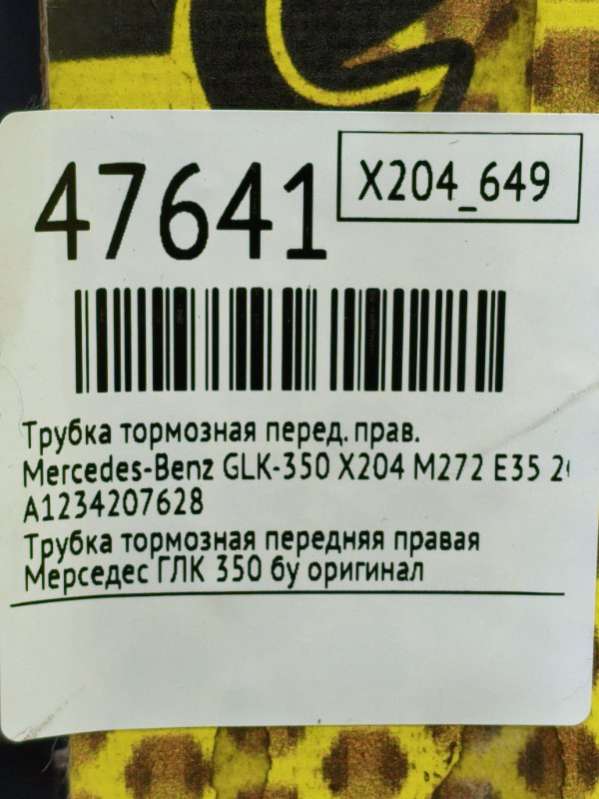 47641
X204_649
Трубка тормозная перед. прав.
Mercedes-Benz GLK-350 X204 M272 E35
A1234207628
Трубка тормозная передняя правая
Мерседес ГЛК 350 бу оригинал